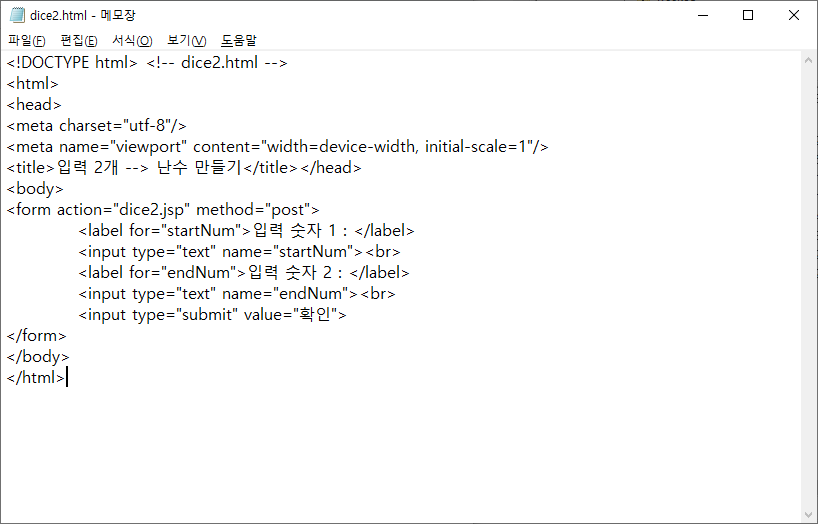 dice2.html - 메모장
파일(F) 편집(E) 서식(O) 보기(V) 도움말
<!DOCTYPE html> <!-- dice2.html -->
<html>
<head>
<meta charset="utf-8"/>
<meta name="viewport" content="width=device-width, initial-scale=1"/>
<title>입력 2개 --> 난수 만들기</title></head>
<body>
<form action="dice2.jsp" method="post">
	<label for="startNum">입력 숫자 1 : </label>
	<input type="text" name="startNum"><br>
	<label for="endNum">입력 숫자 2 : </label>
	<input type="text" name="endNum"><br>
	<input type="submit" value="확인">
</form>
</body>
</html>